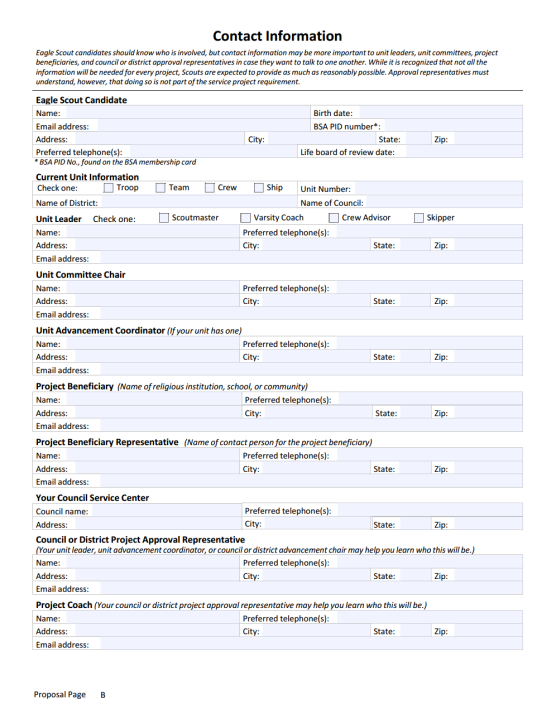 Contact Information
Eagle Scout candidates should know who is involved, but contact information may be more important to unit leaders, unit committees, project
beneficiaries, and council or district approval representatives in case they want to talk to one another. While it is recognized that not all the
information will be needed for every project, Scouts are expected to provide as much as reasonably possible. Approval representatives must
understand, however, that doing so is not part of the service project requirement.
Eagle Scout Candidate
Name: Birth date:
Email address: BSA PID number*:
Address: City: State: Zip:
Preferred telephone(s): Life board of review date:
* BSA PID No., found on the BSA membership card
Current Unit Information
Check one: Troop Team Crew Ship Unit Number:
Name of District: Name of Council:
Unit Leader Check one: Scoutmaster Varsity Coach Crew Advisor Skipper
Name: Preferred telephone(s):
Address: City: State: Zip:
Email address:
Unit Committee Chair
Name: Preferred telephone(s):
Address: City: State: Zip:
Email address:
Unit Advancement Coordinator (If your unit has one)
Name: Preferred telephone(s):
Address: City: State: Zip:
Email address:
Project Beneficiary (Name of religious institution, school, or community)
Name: Preferred telephone(s):
Address: City: State: Zip:
Email address:
Project Beneficiary Representative (Name of contact person for the project beneficiary)
Name: Preferred telephone(s):
Address: City: State: Zip:
Email address:
Your Council Service Center
Council name: Preferred telephone(s):
Address: City: State: Zip:
Council or District Project Approval Representative
(Your unit leader, unit advancement coordinator, or council or district advancement chair may help you learn who this will be.)
Name: Preferred telephone(s):
Address: City: State: Zip:
Email address:
Project Coach (Your council or district project approval representative may help you learn who this will be.)
Name: Preferred telephone(s):
Address: City: State: Zip:
Email address:
Proposal Page B